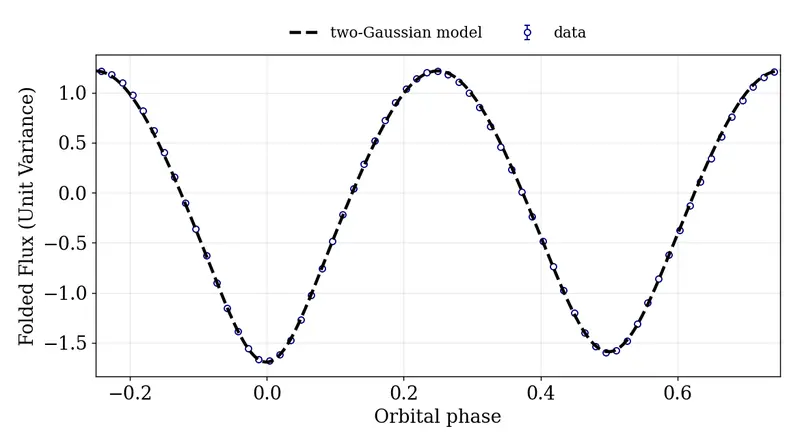 two-Gaussian model
data
Folded Flux (Unit Variance)
1.0
0.5
0.0
−0.5
−1.0
−1.5
−0.2
0.0
0.2
0.4
0.6
Orbital phase